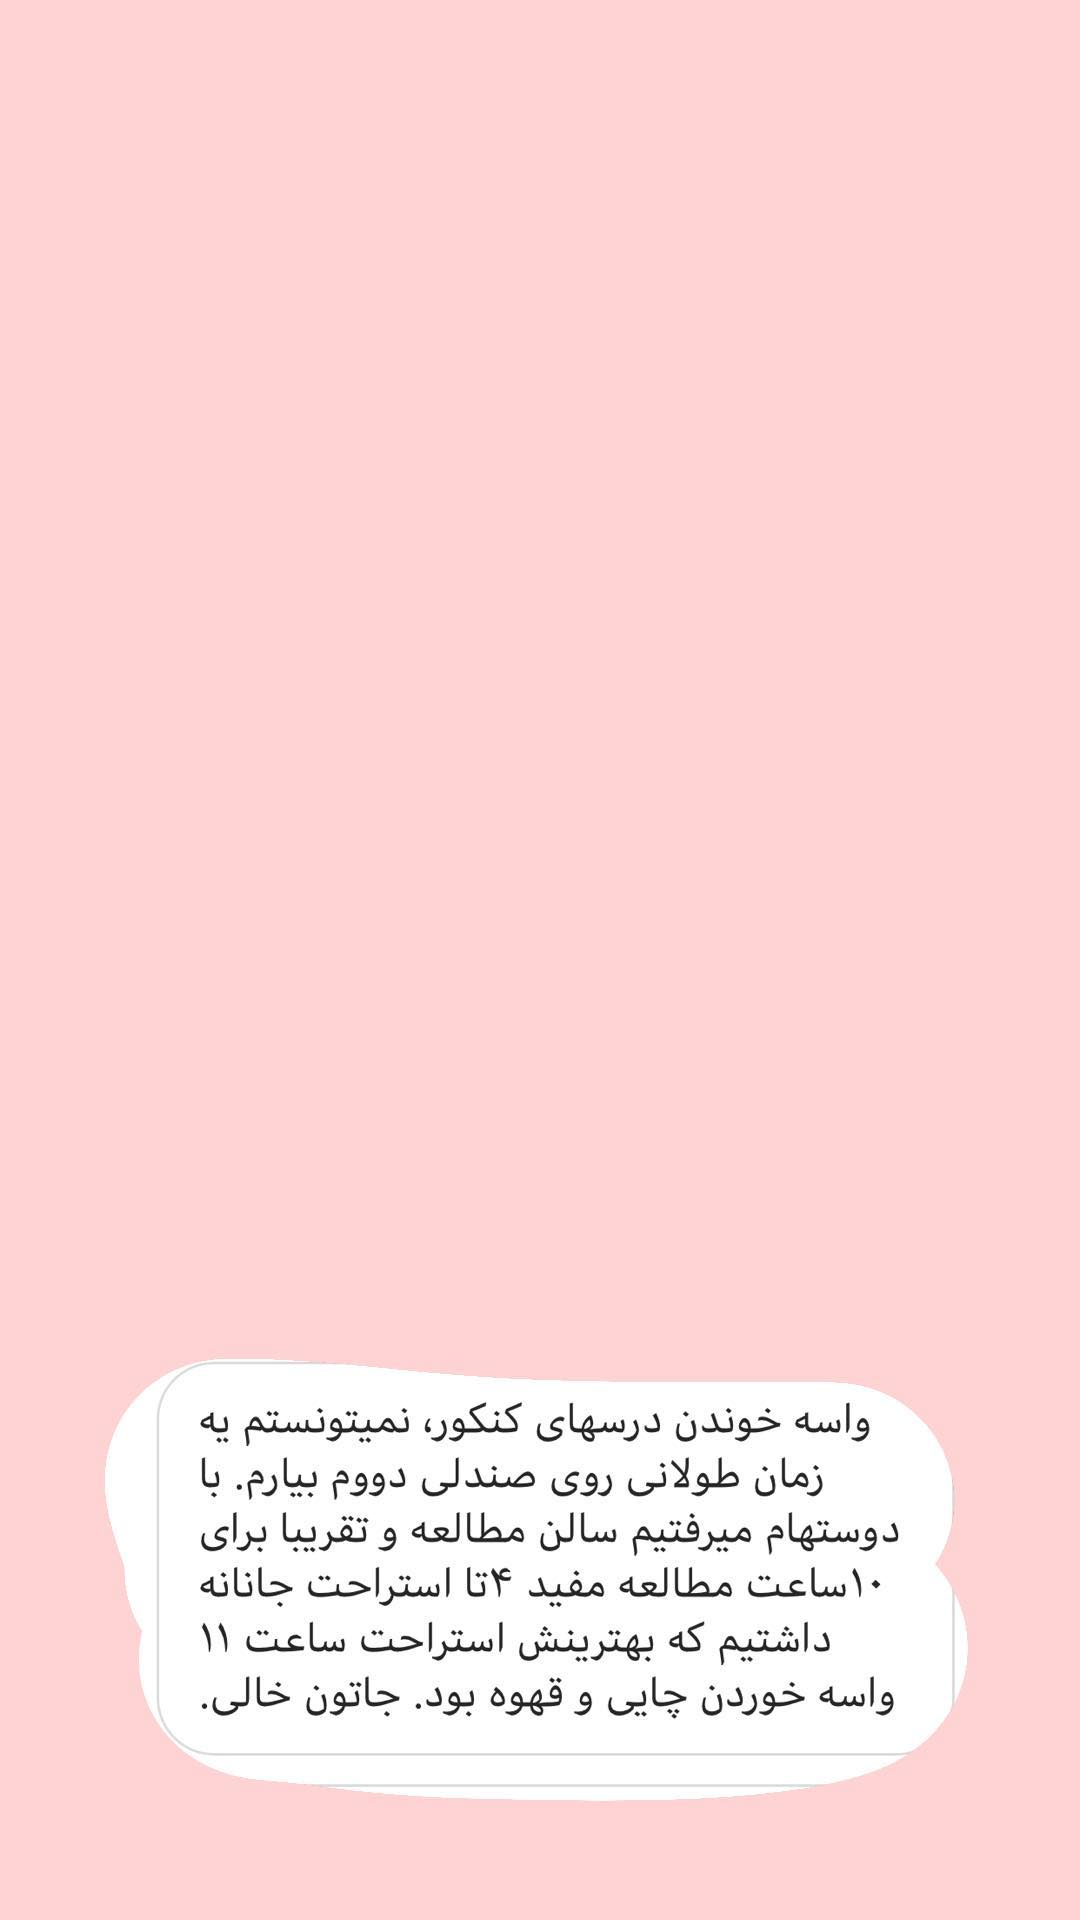 واسه خوندن درسهای کنکور، نمیتونستم یه
زمان طولانی روی صندلی دووم بیارم. با
دوستهام میرفتیم سالن مطالعه و تقریبا برای
۱۰ساعت مطالعه مفید ۴تا استراحت جانانه
داشتیم که بهترینش استراحت ساعت ۱۱
واسه خوردن چایی و قهوه بود. جاتون خالی.